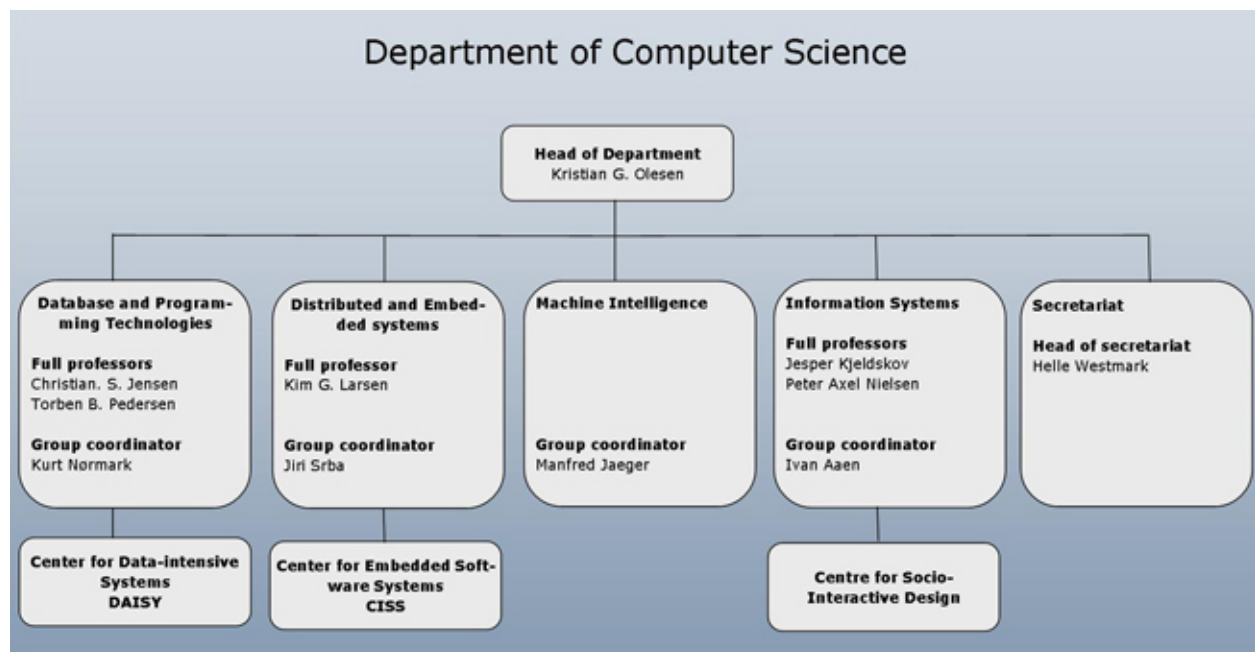 Department of Computer Science
Head of Department
Kristian G. Olesen
Database and Program-
ming Technologies
Full professors
Christian. S. Jensen
Torben B. Pedersen
Group coordinator
Kurt Nørmark
Distributed and Embed-
ded systems
Full professor
Kim G. Larsen
Group coordinator
Jiri Srba
Machine Intelligence
Group coordinator
Manfred Jaeger
Information Systems
Full professors
Jesper Kjeldskov
Peter Axel Nielsen
Group coordinator
Ivan Aaen
Secretariat
Head of secretariat
Helle Westmark
Center for Data-intensive
Systems
DAISY
Center for Embedded Soft-
ware Systems
CISS
Centre for Socio-
Interactive Design